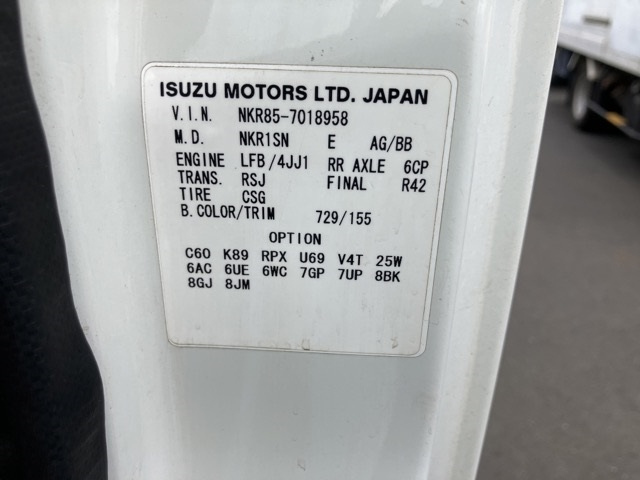 ISUZU MOTORS LTD. JAPAN
V.I.N. NKR85-7018958
M.D. NKR1SN E AG/BB
ENGINE LFB/4JJ1 RR AXLE 6CP
TRANS. RSJ FINAL R42
TIRE CSG
B.COLOR/TRIM 729/155
OPTION
C60 K89 RPX U69 V4T 25W
6AC 6UE 6WC 7GP 7UP 8BK
8GJ 8JM